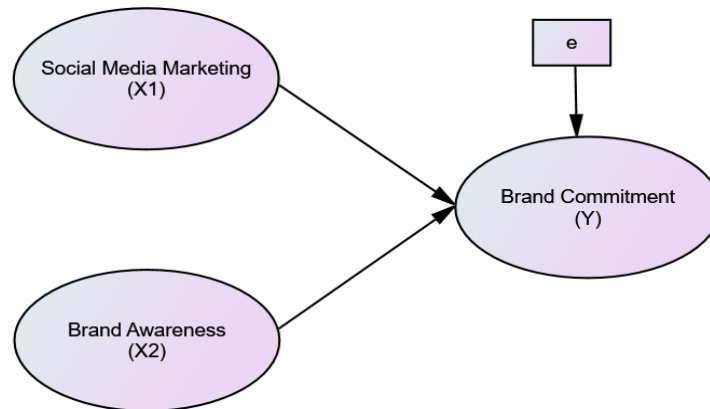 Social Media Marketing
(X1)
e
Brand Commitment
(Y)
Brand Awareness
(X2)